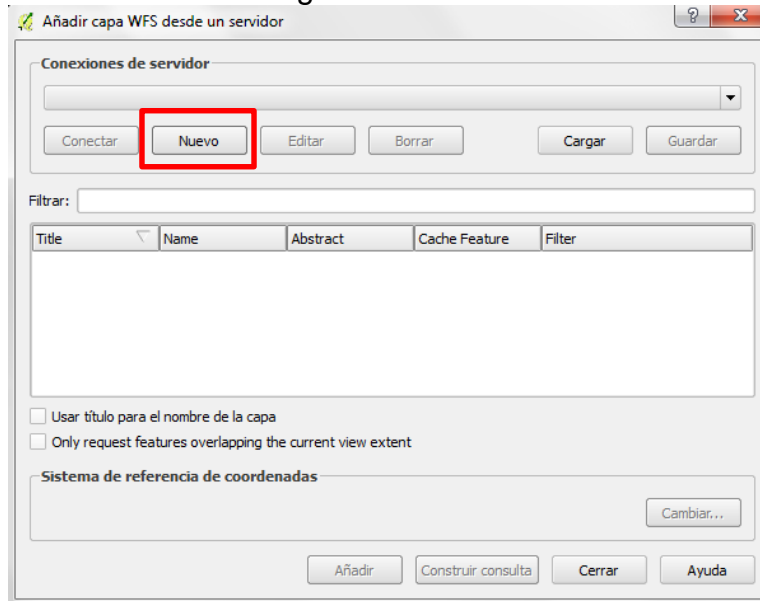 Añadir capa WFS desde un servidor
Conexiones de servidor
Conectar Nuevo Editar Borrar Cargar Guardar
Filtrar:
Title Name Abstract Cache Feature Filter
Usar título para el nombre de la capa
Only request features overlapping the current view extent
Sistema de referencia de coordenadas
Cambiar...
Añadir Construir consulta Cerrar Ayuda